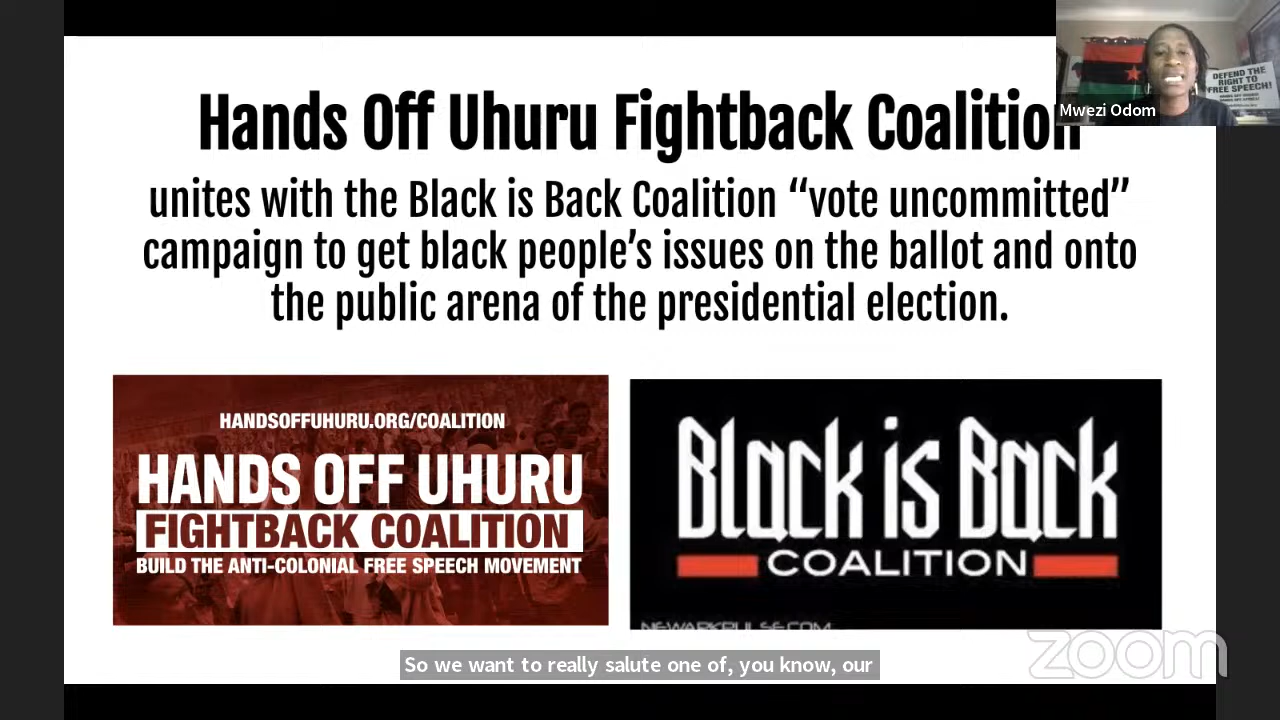 Hands Off Uhuru Fightback Coalition
unites with the Black is Back Coalition “vote uncommitted”
campaign to get black people’s issues on the ballot and onto
the public arena of the presidential election.
Mwezi Odom
DEFEND THE
RIGHT TO
FREE SPEECH!
HANDSOFFUHURU.ORG/COALITION
HANDS OFF UHURU
FIGHTBACK COALITION
BUILD THE ANTI-COLONIAL FREE SPEECH MOVEMENT
Black is Back
COALITION
NEWARKPULSE.COM
So we want to really salute one of, you know, our
zoom